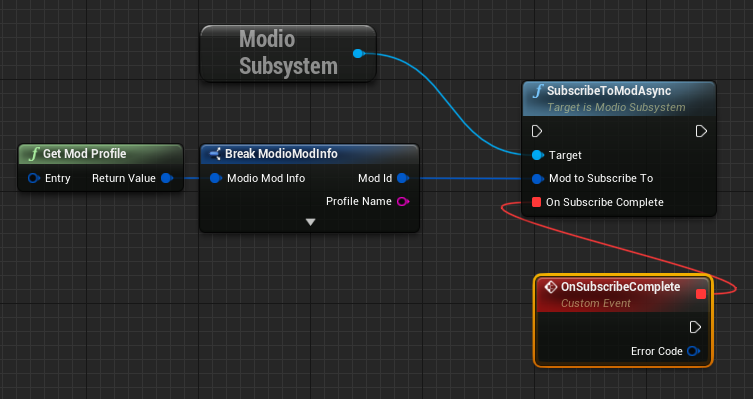 Modio
Subsystem
f SubscribeToModAsync
Target is Modio Subsystem
Target
Mod to Subscribe To
On Subscribe Complete
f Get Mod Profile
Entry Return Value
Break ModioModInfo
Modio Mod Info Mod Id
Profile Name
OnSubscribeComplete
Custom Event
Error Code